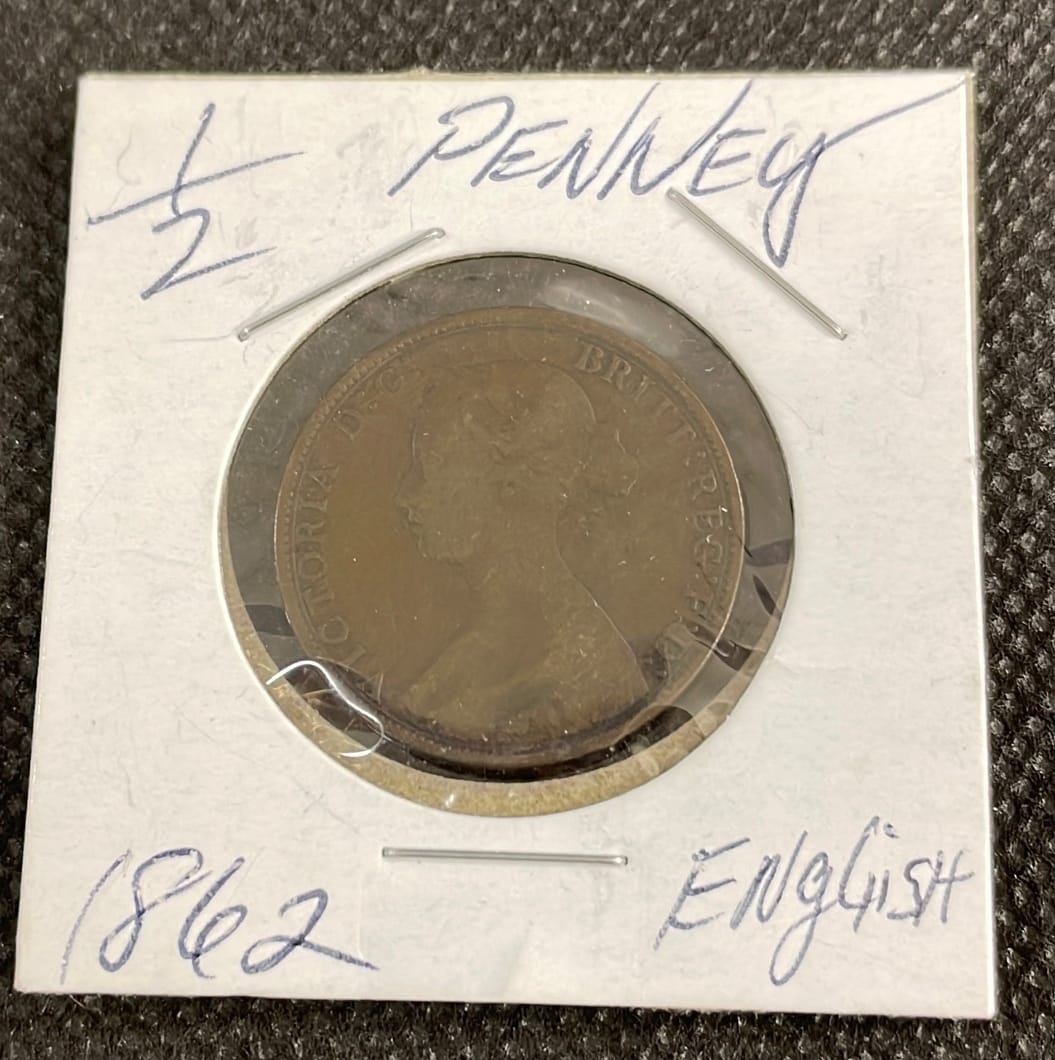 1/2 PENNEY
VICTORIA D:G: BRITT:REG:F:D:
1862 ENGliSH